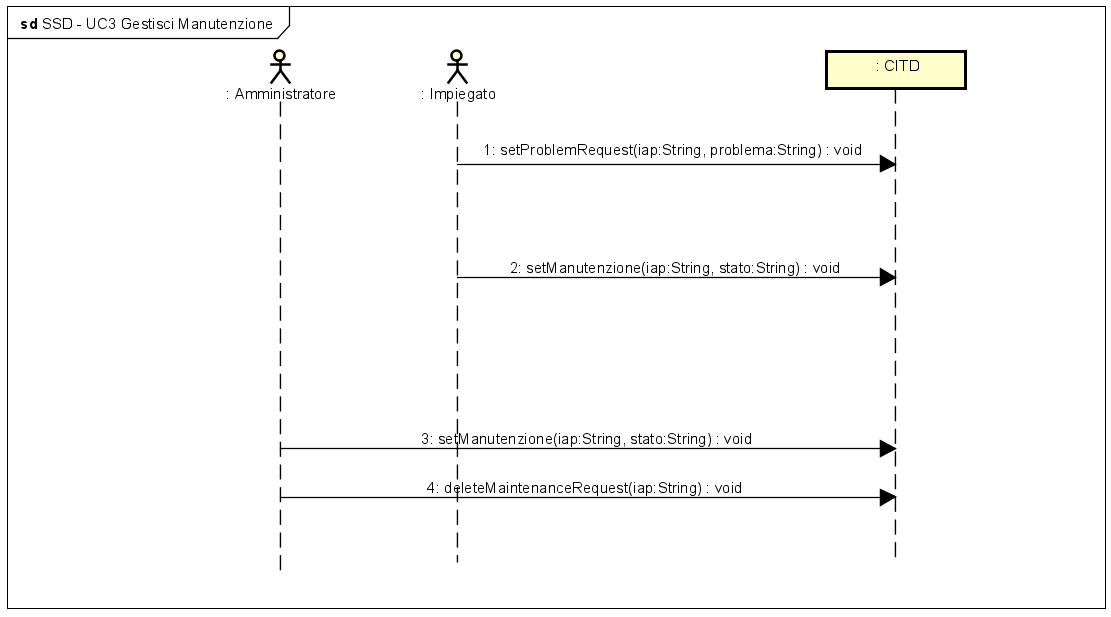 sd SSD - UC3 Gestisci Manutenzione
: Amministratore
: Impiegato
: CITD
1: setProblemRequest(iap:String, problema:String) : void
2: setManutenzione(iap:String, stato:String) : void
3: setManutenzione(iap:String, stato:String) : void
4: deleteMaintenanceRequest(iap:String) : void